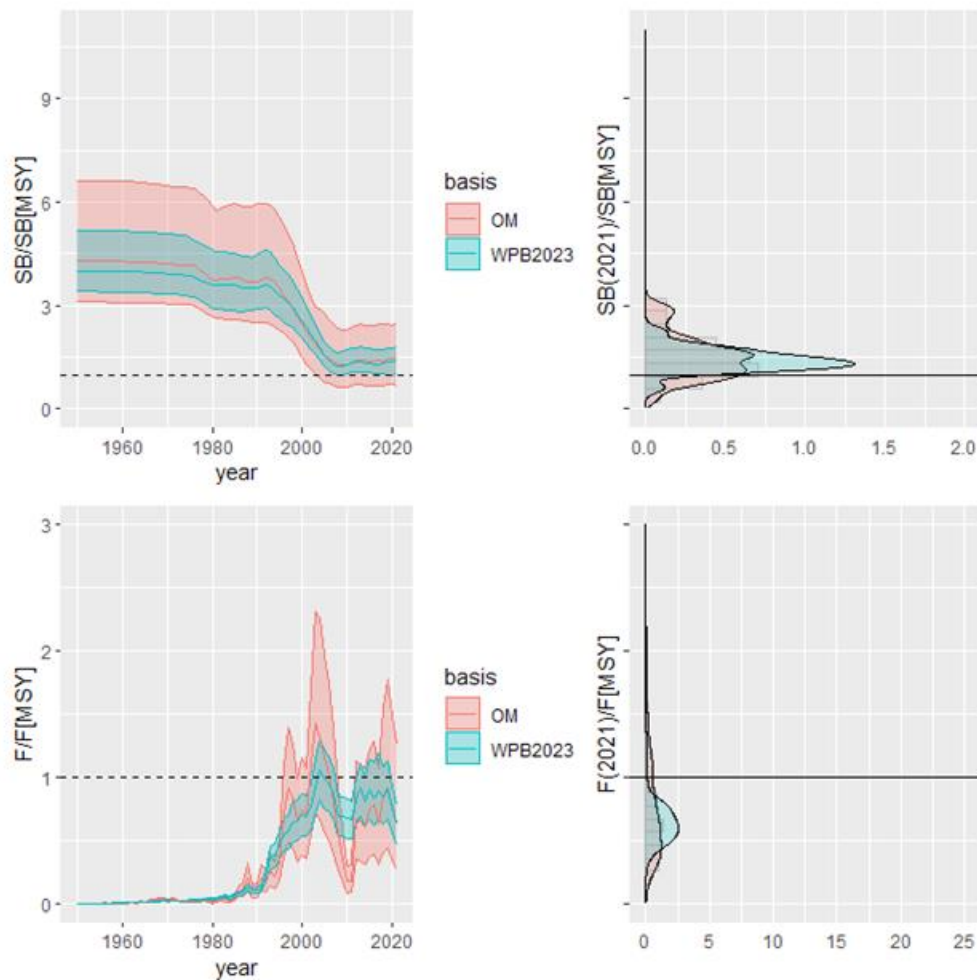 SB/SB[MSY]
9
6
3
0
1960 1980 2000 2020
year
basis
OM
WPB2023
SB(2021)/SB[MSY]
0.0 0.5 1.0 1.5 2.0
F/F[MSY]
3
2
1
0
1960 1980 2000 2020
year
basis
OM
WPB2023
F(2021)/F[MSY]
0 5 10 15 20 25